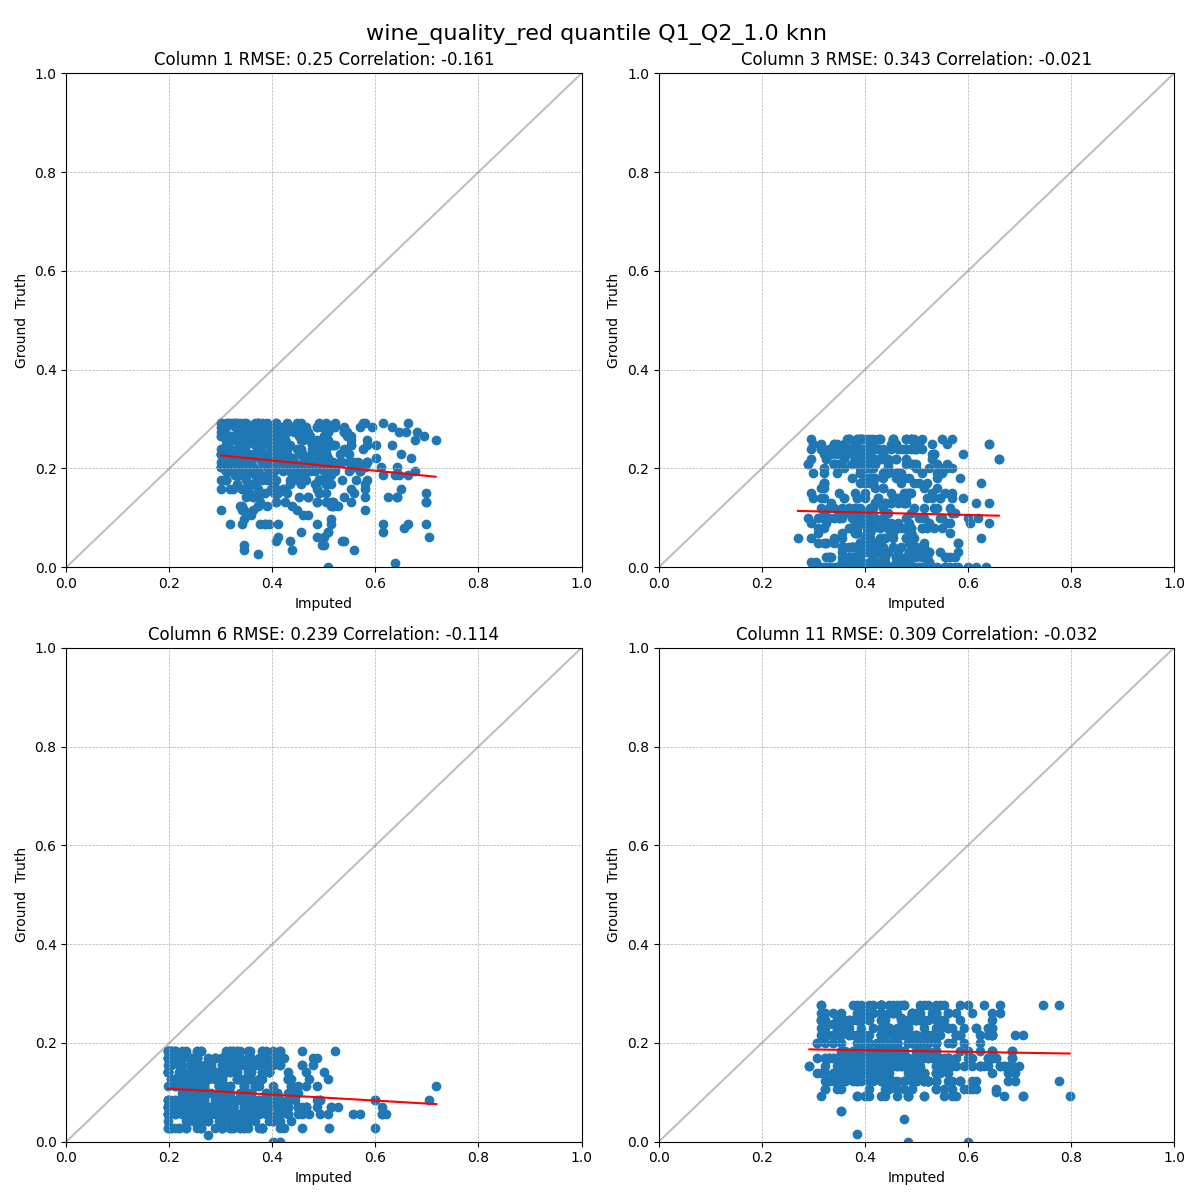 wine_quality_red quantile Q1_Q2_1.0 knn
Column 1 RMSE: 0.25 Correlation: -0.161
1.0
0.8
0.6
0.4
0.2
0.0
Ground Truth
0.0 0.2 0.4 0.6 0.8 1.0
Imputed
Column 3 RMSE: 0.343 Correlation: -0.021
1.0
0.8
0.6
0.4
0.2
0.0
Ground Truth
0.0 0.2 0.4 0.6 0.8 1.0
Imputed
Column 6 RMSE: 0.239 Correlation: -0.114
1.0
0.8
0.6
0.4
0.2
0.0
Ground Truth
0.0 0.2 0.4 0.6 0.8 1.0
Imputed
Column 11 RMSE: 0.309 Correlation: -0.032
1.0
0.8
0.6
0.4
0.2
0.0
Ground Truth
0.0 0.2 0.4 0.6 0.8 1.0
Imputed